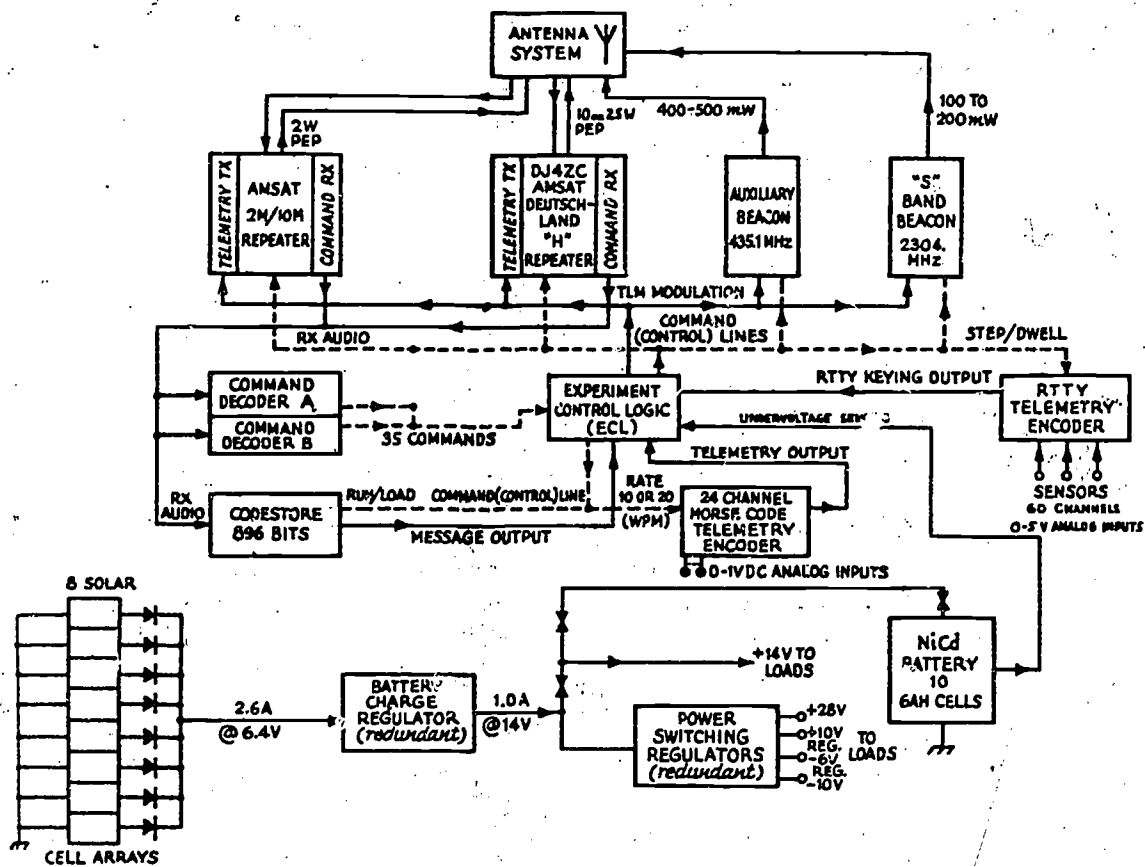 ANTENNA
SYSTEM
2W
PEP
10 25W
PEP
400-500 mW
100 TO
200 mW
TELEMETRY TX
AMSAT
2M/10M
REPEATER
COMMAND RX
TELEMETRY TX
DJ4ZC
AMSAT
DEUTSCH-
LAND
"H"
REPEATER
COMMAND RX
AUXILIARY
BEACON
435.1 MHz
"S"
BAND
BEACON
2304.
MHz
TLM MODULATION
RX AUDIO
COMMAND
(CONTROL) LINES
STEP/DWELL
COMMAND
DECODER A
COMMAND
DECODER B
35 COMMANDS
EXPERIMENT
CONTROL LOGIC
(ECL)
RTTY KEYING OUTPUT
RTTY
TELEMETRY
ENCODER
UNDERVOLTAGE
TELEMETRY OUTPUT
SENSORS
60 CHANNELS
0-5V ANALOG INPUTS
RX
AUDIO
CODESTORE
896 BITS
RUN/LOAD COMMAND(CONTROL)LINE
MESSAGE OUTPUT
RATE
10 OR 20
(WPM)
24 CHANNEL
MORSE CODE
TELEMETRY
ENCODER
0-1VDC ANALOG INPUTS
8 SOLAR
CELL ARRAYS
2.6A
@ 6.4V
BATTERY
CHARGE
REGULATOR
(redundant)
1.0A
@14V
+14V TO
LOADS
POWER
SWITCHING
REGULATORS
(redundant)
+28V
+10V
REG.
-6V
REG.
-10V
TO
LOADS
NiCd
BATTERY
10
6AH CELLS